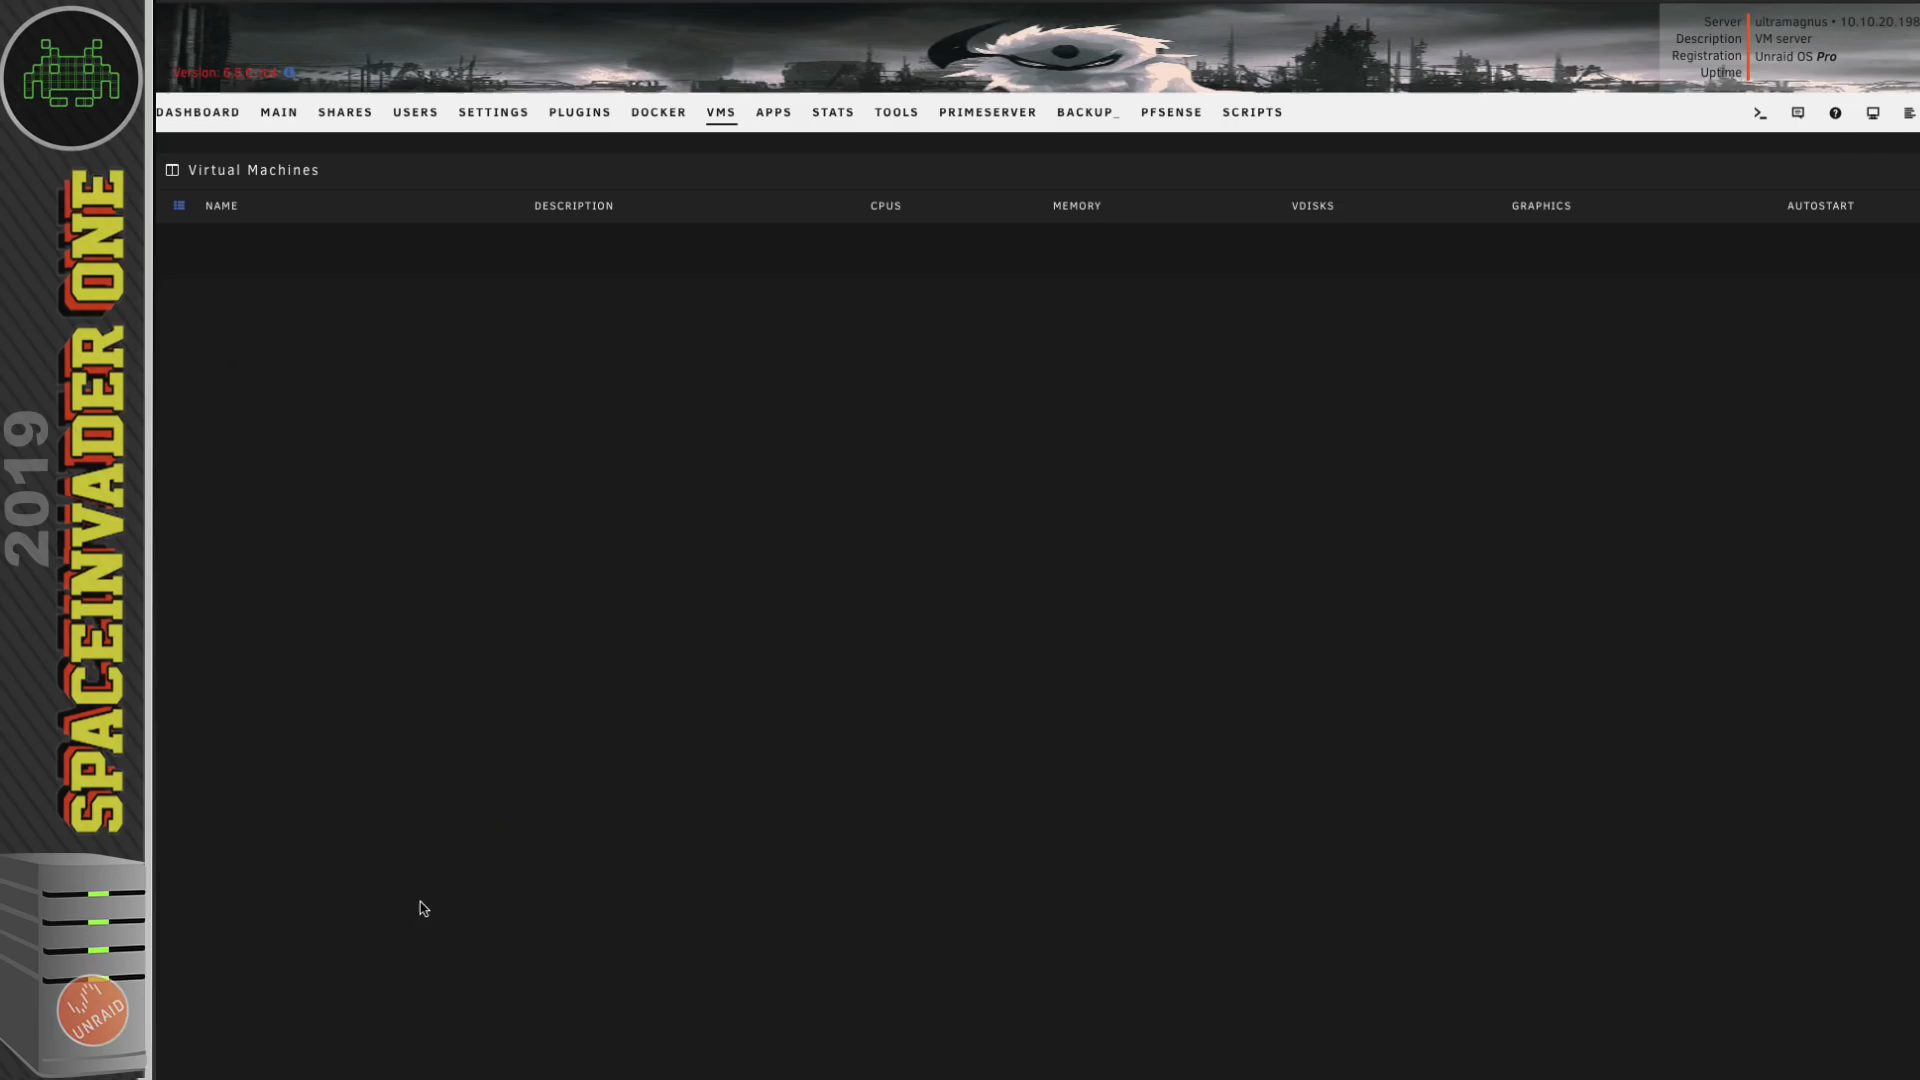 Server ultramagnus • 10.10.20.198
Description VM server
Registration Unraid OS Pro
Uptime
DASHBOARD MAIN SHARES USERS SETTINGS PLUGINS DOCKER VMS APPS STATS TOOLS PRIMESERVER BACKUP_ PFSENSE SCRIPTS
Virtual Machines
NAME DESCRIPTION CPUS MEMORY VDISKS GRAPHICS AUTOSTART
2019
SPACEINVADER ONE
UNRAID